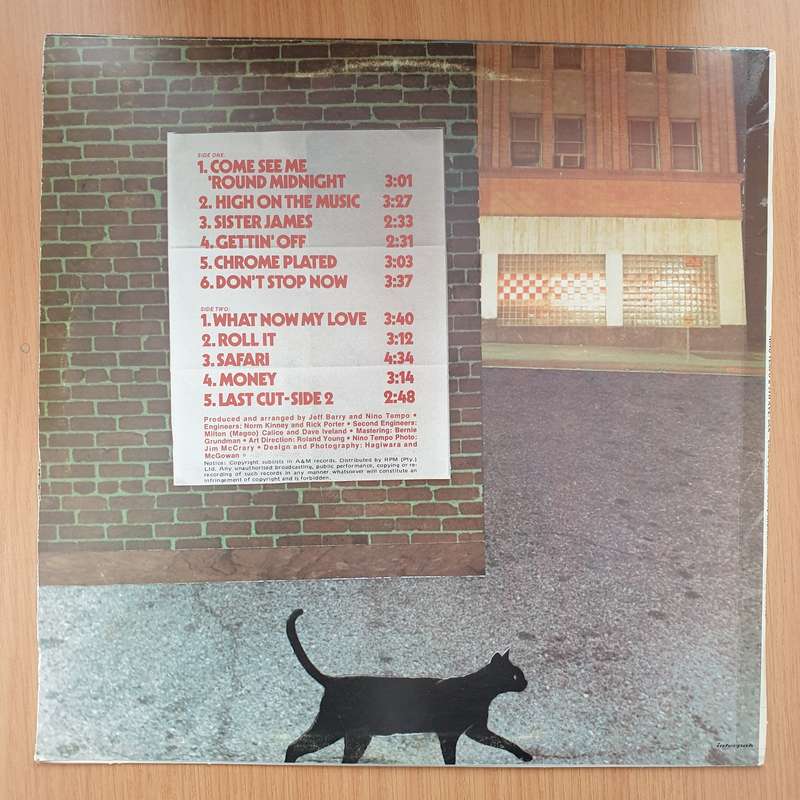 SIDE ONE:
1. COME SEE ME
'ROUND MIDNIGHT 3:01
2. HIGH ON THE MUSIC 3:27
3. SISTER JAMES 2:33
4. GETTIN' OFF 2:31
5. CHROME PLATED 3:03
6. DON'T STOP NOW 3:37
SIDE TWO:
1. WHAT NOW MY LOVE 3:40
2. ROLL IT 3:12
3. SAFARI 4:34
4. MONEY 3:14
5. LAST CUT-SIDE 2 2:48
Produced and arranged by Jeff Barry and Nino Tempo •
Engineers: Norm Kinney and Rick Porter • Second Engineers:
Milton (Magoo) Calice and Dave Iveland • Mastering: Bernie
Grundman • Art Direction: Roland Young • Nino Tempo Photo:
Jim McCrary • Design and Photography: Hagiwara and
McGowan •
Notice: Copyright subsists in A&M records. Distributed by RPM (Pty.)
Ltd. Any unauthorised broadcasting, public performance, copying or re-
recording of such records in any manner whatsoever will constitute an
infringement of copyright and is forbidden.
interpak